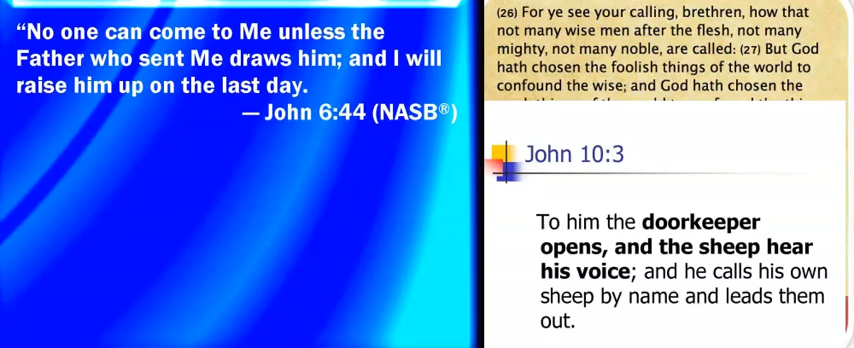 “No one can come to Me unless the
Father who sent Me draws him; and I will
raise him up on the last day.
— John 6:44 (NASB®)
(26) For ye see your calling, brethren, how that
not many wise men after the flesh, not many
mighty, not many noble, are called: (27) But God
hath chosen the foolish things of the world to
confound the wise; and God hath chosen the
John 10:3
To him the doorkeeper
opens, and the sheep hear
his voice; and he calls his own
sheep by name and leads them
out.